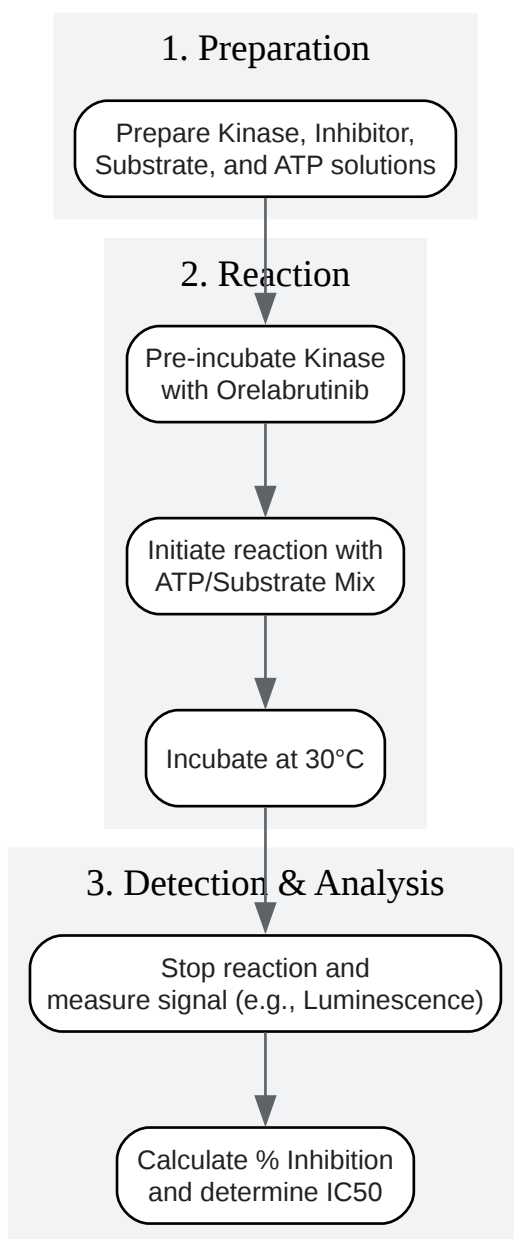 1. Preparation
Prepare Kinase, Inhibitor,
Substrate, and ATP solutions
2. Reaction
Pre-incubate Kinase
with Orelabrutinib
Initiate reaction with
ATP/Substrate Mix
Incubate at 30°C
3. Detection & Analysis
Stop reaction and
measure signal (e.g., Luminescence)
Calculate % Inhibition
and determine IC50